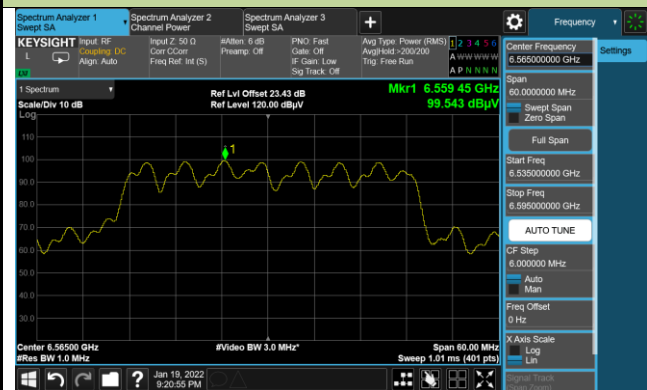 Spectrum Analyzer 1
Swept SA
Spectrum Analyzer 2
Channel Power
Spectrum Analyzer 3
Swept SA
+
Frequency
KEYSIGHT
L
Input: RF
Coupling: DC
Align: Auto
Input Z: 50 Ω
Corr CCorr
Freq Ref: Int (S)
#Atten: 6 dB
Preamp: Off
PNO: Fast
Gate: Off
IF Gain: Low
Sig Track: Off
Avg Type: Power (RMS)
Avg|Hold:>200/200
Trig: Free Run
1 2 3 4 5 6
A W W W W W
A P N N N N
Center Frequency
6.565000000 GHz
Settings
Span
60.0000000 MHz
Swept Span
Zero Span
Full Span
Start Freq
6.535000000 GHz
Stop Freq
6.595000000 GHz
AUTO TUNE
CF Step
6.000000 MHz
Auto
Man
Freq Offset
0 Hz
X Axis Scale
Log
Lin
Signal Track
(Span Zoom)
1 Spectrum
Scale/Div 10 dB
Log
Ref Lvl Offset 23.43 dB
Ref Level 120.00 dBµV
Mkr1 6.559 45 GHz
99.543 dBµV
1
110
100
90.0
80.0
70.0
60.0
50.0
40.0
30.0
Center 6.56500 GHz
#Res BW 1.0 MHz
#Video BW 3.0 MHz*
Span 60.00 MHz
Sweep 1.01 ms (401 pts)
?
Jan 19, 2022
9:20:55 PM